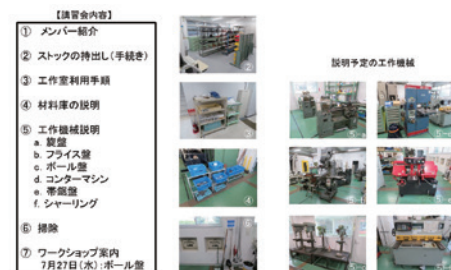 【講習会内容】
① メンバー紹介
② ストックの持出し(手続き)
③ 工作室利用手順
④ 材料庫の説明
⑤ 工作機械説明
a. 旋盤
b. フライス盤
c. ボール盤
d. コンターマシン
e. 帯鋸盤
f. シャーリング
⑥ 掃除
⑦ ワークショップ案内
7月27日(水):ボール盤
説明予定の工作機械
②
③
④